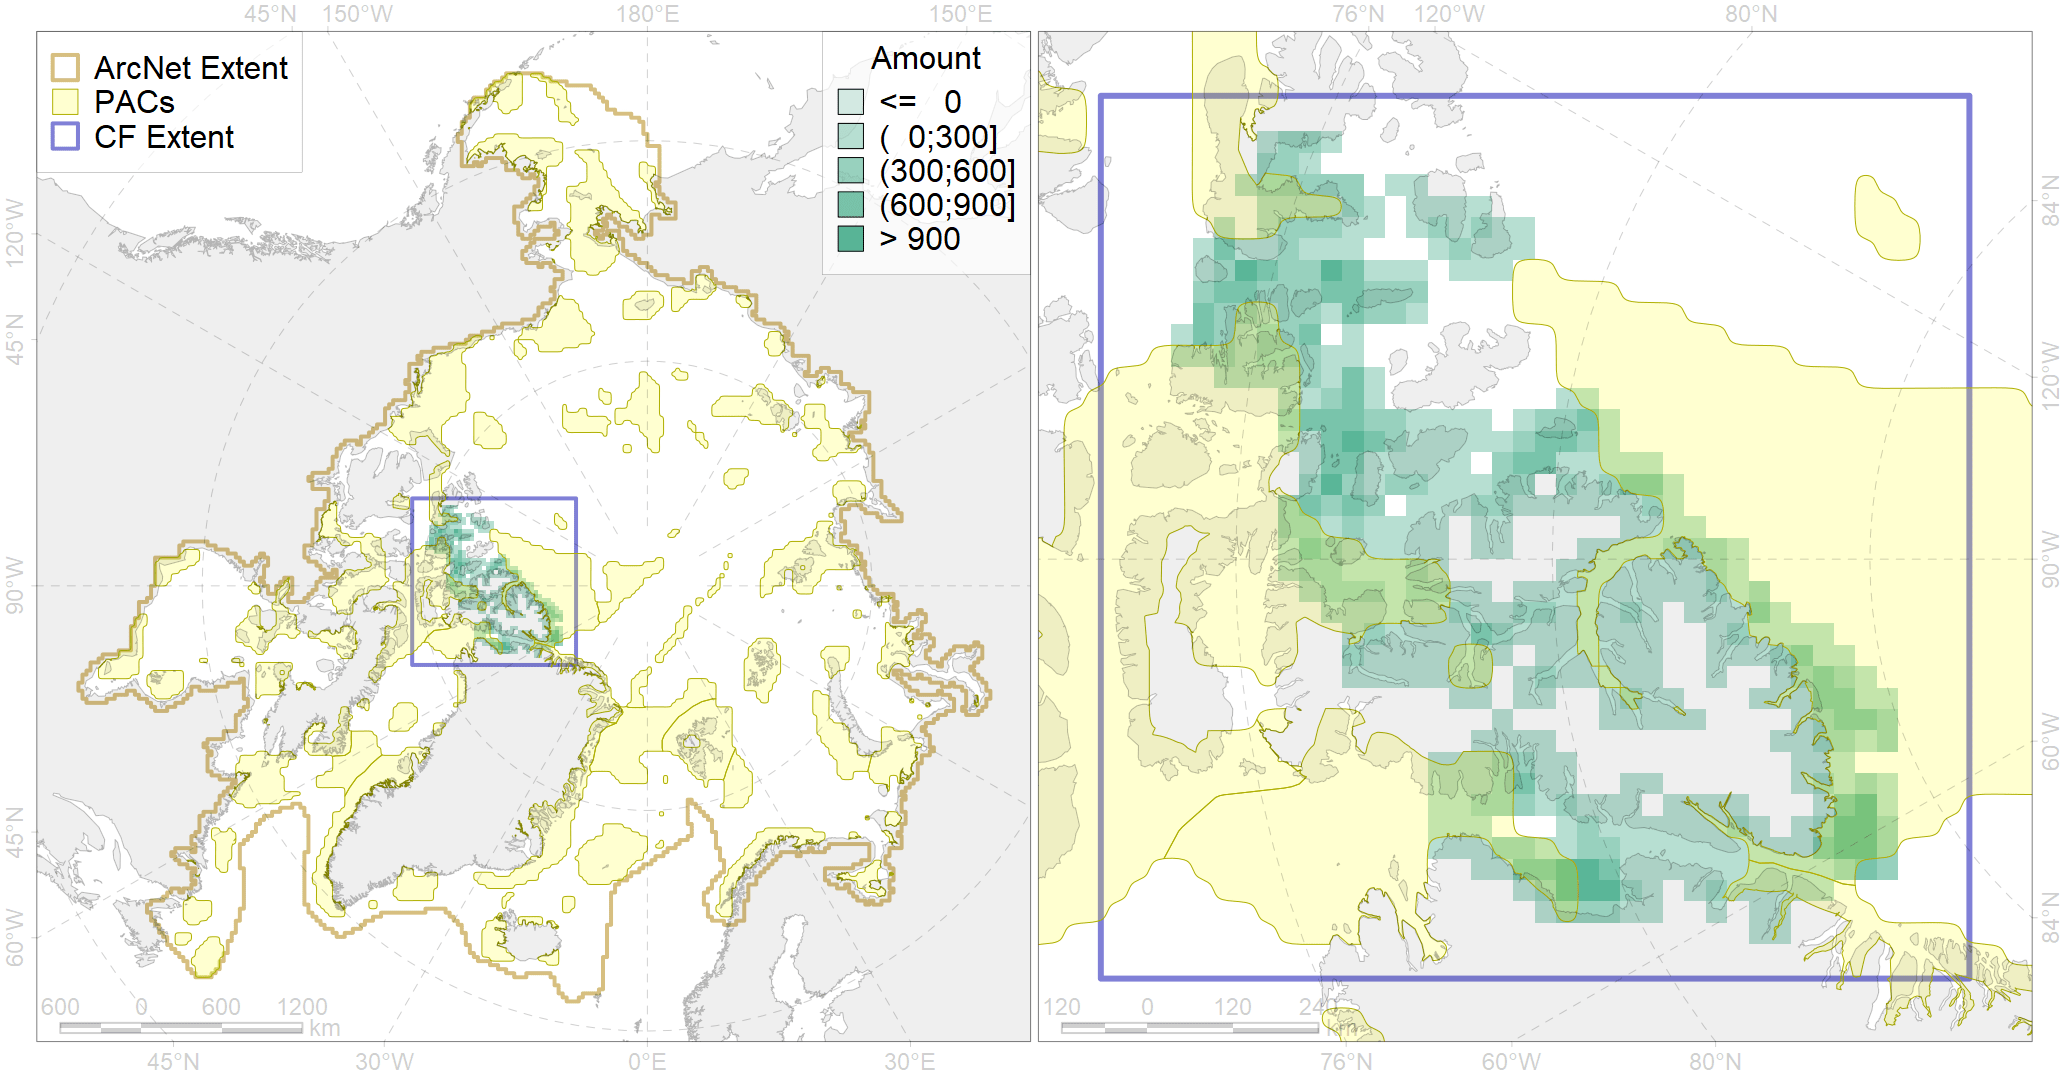 45°N 150°W 180°E 150°E 76°N 120°W 80°N
ArcNet Extent
PACs
CF Extent
Amount
<= 0
( 0;300]
(300;600]
(600;900]
> 900
120°W
45°N
90°W
45°N
60°W
84°N
120°W
90°W
60°W
84°N
600 0 600 1200
km
120 0 120 24
45°N 30°W 0°E 30°E 76°N 60°W 80°N